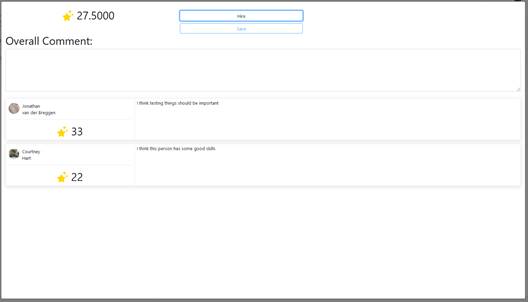 27.5000
Hire
Save
Overall Comment:
Jonathan
van der Breggen
I think testing things should be important
33
Courtney
Hart
I think this person has some good skills
22